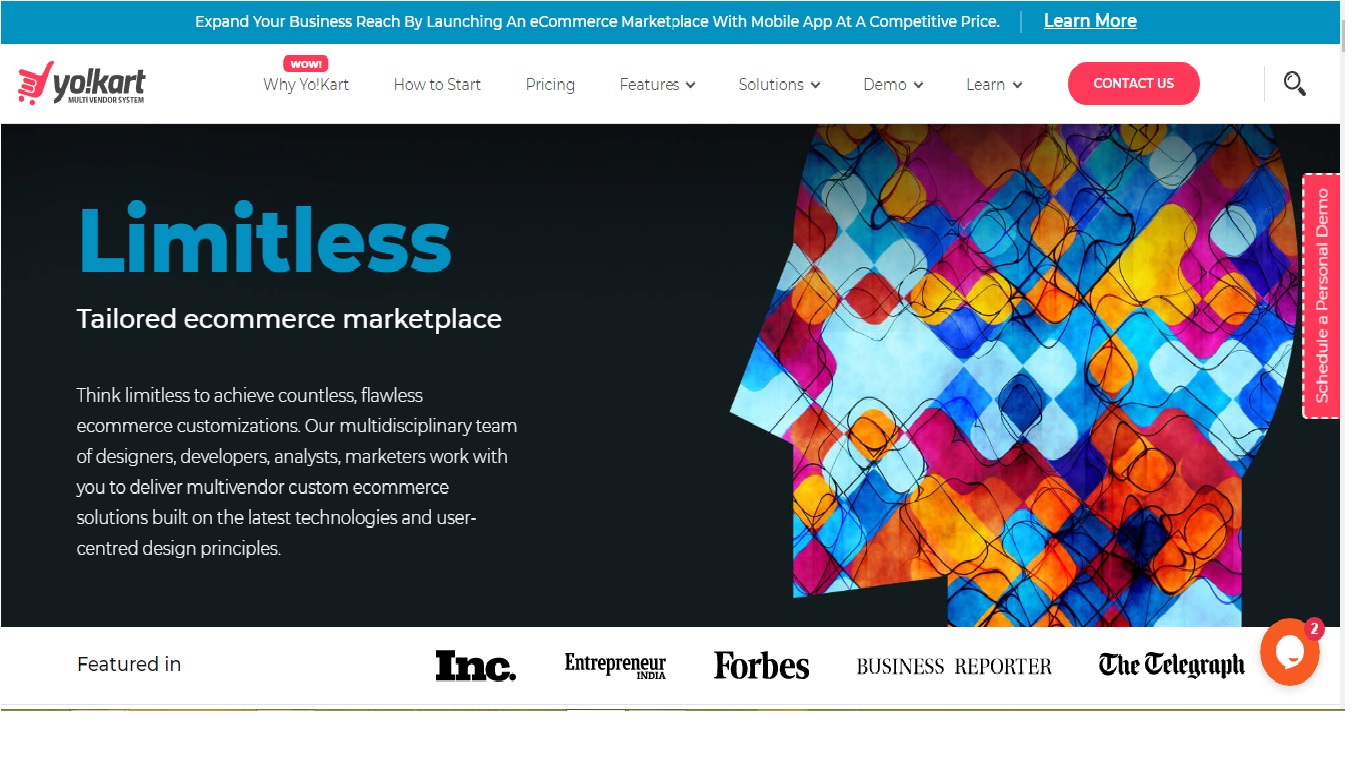 Expand Your Business Reach By Launching An eCommerce Marketplace With Mobile App At A Competitive Price. Learn More
WOW!
yo!kart
MULTI VENDOR SYSTEM
Why Yo!Kart How to Start Pricing Features Solutions Demo Learn CONTACT US
Limitless
Tailored ecommerce marketplace
Think limitless to achieve countless, flawless
ecommerce customizations. Our multidisciplinary team
of designers, developers, analysts, marketers work with
you to deliver multivendor custom ecommerce
solutions built on the latest technologies and user-
centred design principles.
Schedule a Personal Demo
2
Featured in Inc. Entrepreneur INDIA Forbes BUSINESS REPORTER The Telegraph